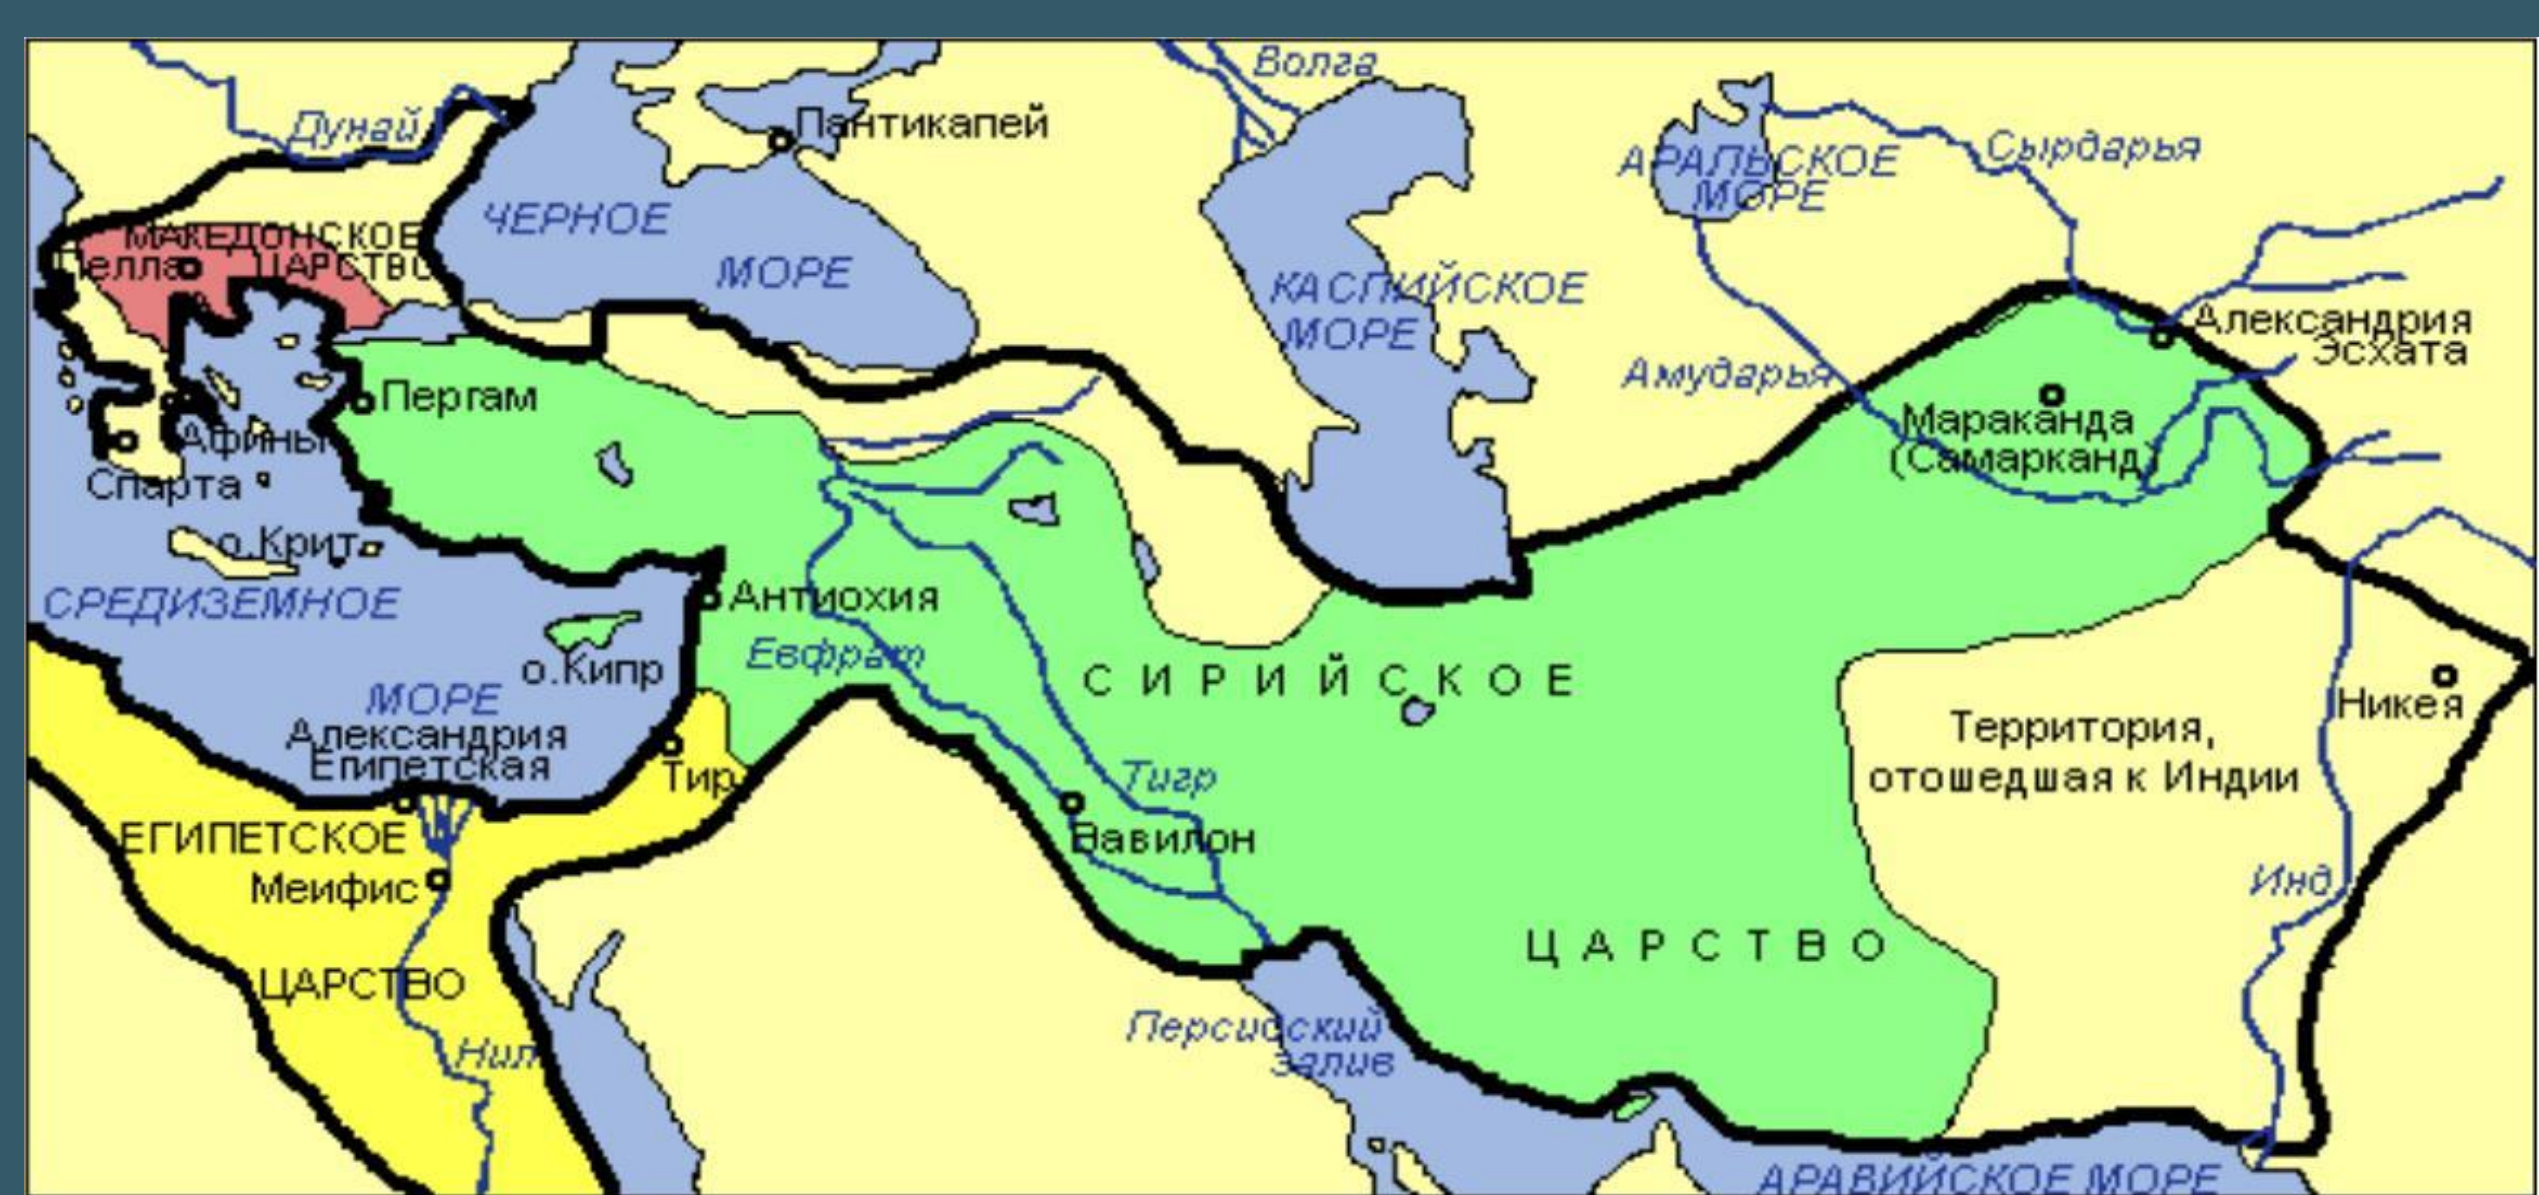 Волга
Дунай
Пантикапей
Сырдарья
АРАЛЬСКОЕ
МОРЕ
ЧЕРНОЕ
МОРЕ
МАКЕДОНСКОЕ
ЦАРСТВО
Пелла
КАСПИЙСКОЕ
МОРЕ
Александрия
Эсхата
Амударья
Пергам
Мараканда
(Самарканд)
Афины
Спарта
о.Крит
СРЕДИЗЕМНОЕ
МОРЕ
Антиохия
Евфрат
о.Кипр
СИРИЙСКОЕ
ЦАРСТВО
Никея
Территория,
отошедшая к Индии
Александрия
Египетская
Тир
Тигр
Вавилон
ЕГИПЕТСКОЕ
ЦАРСТВО
Меифис
Инд
Нил
Персидский
залив
АРАВИЙСКОЕ МОРЕ